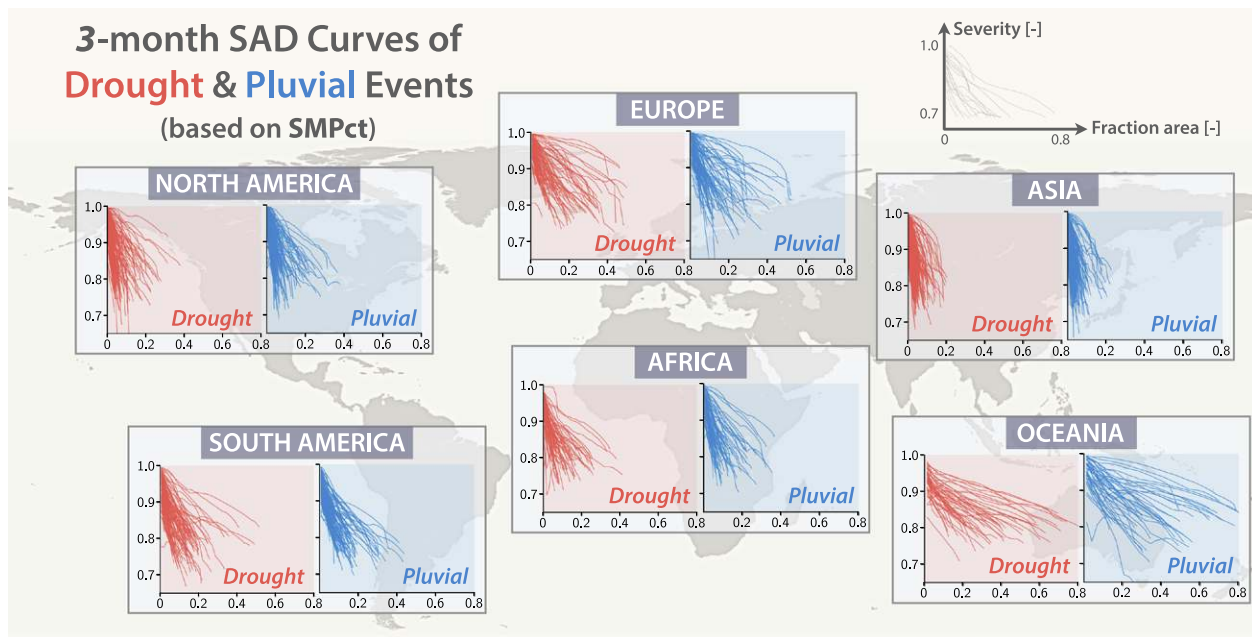 3-month SAD Curves of
Drought & Pluvial Events
(based on SMPct)
Severity [-]
1.0
0.7
0
0.8
Fraction area [-]
EUROPE
1.0
0.9
0.8
0.7
Drought
Pluvial
0 0.2 0.4 0.6 0.8 0.2 0.4 0.6 0.8
NORTH AMERICA
1.0
0.9
0.8
0.7
Drought
Pluvial
0 0.2 0.4 0.6 0.8 0.2 0.4 0.6 0.8
ASIA
1.0
0.9
0.8
0.7
Drought
Pluvial
0 0.2 0.4 0.6 0.8 0.2 0.4 0.6 0.8
AFRICA
1.0
0.9
0.8
0.7
Drought
Pluvial
0 0.2 0.4 0.6 0.8 0.2 0.4 0.6 0.8
SOUTH AMERICA
1.0
0.9
0.8
0.7
Drought
Pluvial
0 0.2 0.4 0.6 0.8 0.2 0.4 0.6 0.8
OCEANIA
1.0
0.9
0.8
0.7
Drought
Pluvial
0 0.2 0.4 0.6 0.8 0.2 0.4 0.6 0.8